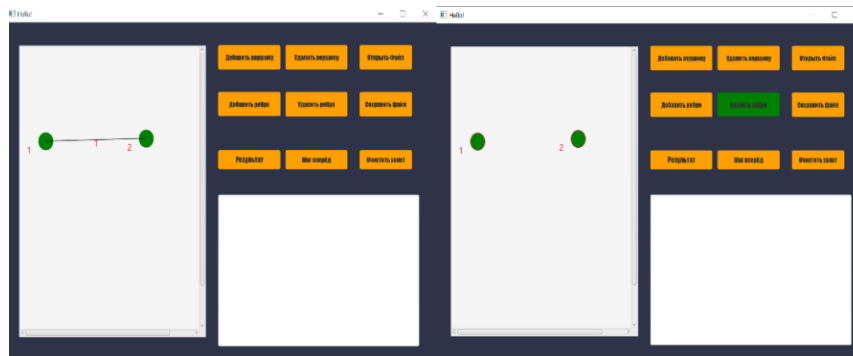 Hello!
Добавить вершину Удалить вершину Открыть Файл
Добавить ребро Удалить ребро Сохранить файл
1 1 2
Результат Шаг вперёд Очистить холст
Hello!
Добавить вершину Удалить вершину Открыть Файл
Добавить ребро Удалить ребро Сохранить файл
1 2
Результат Шаг вперёд Очистить холст